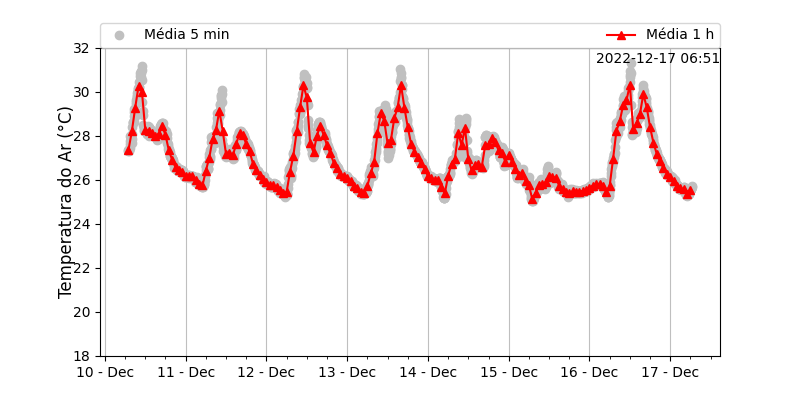 Média 5 min
Média 1 h
2022-12-17 06:51
Temperatura do Ar (°C)
32
30
28
26
24
22
20
18
10 - Dec
11 - Dec
12 - Dec
13 - Dec
14 - Dec
15 - Dec
16 - Dec
17 - Dec